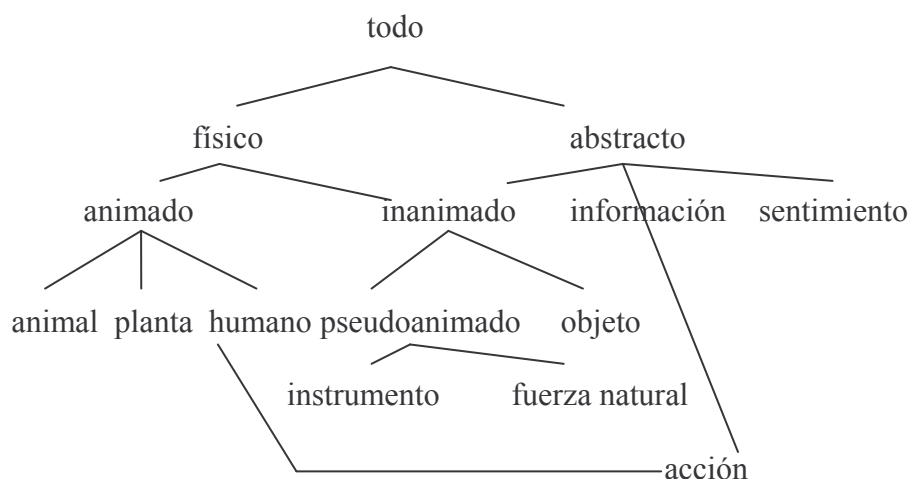 todo
físico abstracto
animado inanimado información sentimiento
animal planta humano pseudoanimado objeto
instrumento fuerza natural
acción